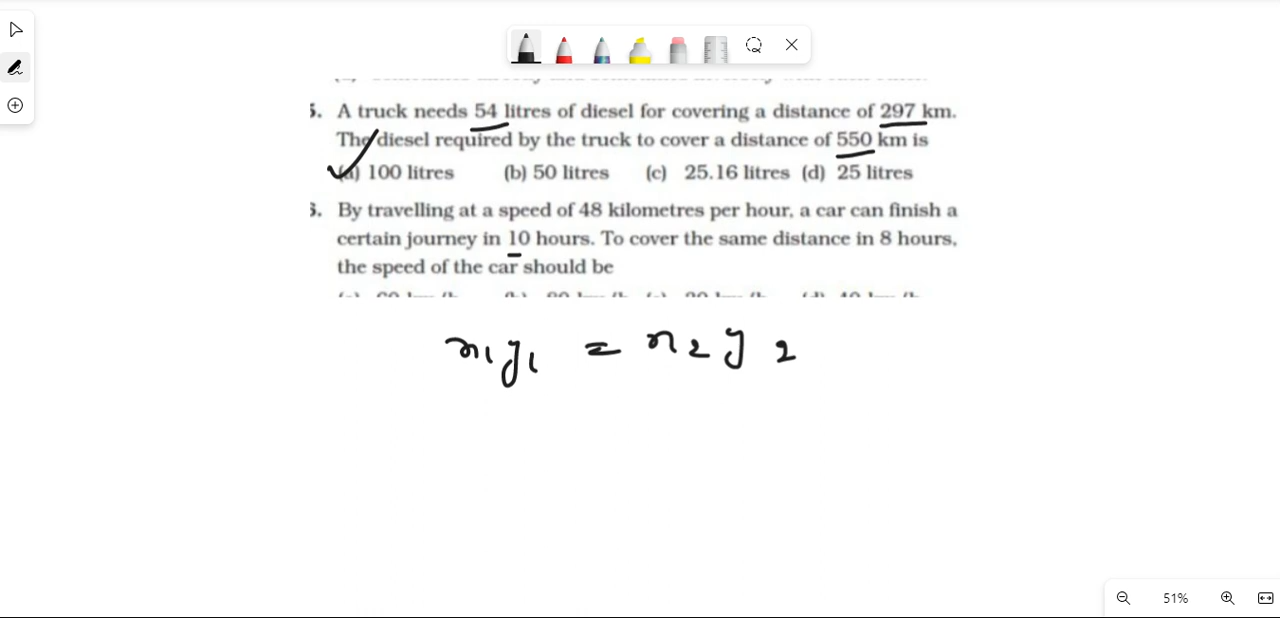 5. A truck needs 54 litres of diesel for covering a distance of 297 km.
The diesel required by the truck to cover a distance of 550 km is
(a) 100 litres (b) 50 litres (c) 25.16 litres (d) 25 litres
6. By travelling at a speed of 48 kilometres per hour, a car can finish a
certain journey in 10 hours. To cover the same distance in 8 hours,
the speed of the car should be
x1y1 = x2y2
51%